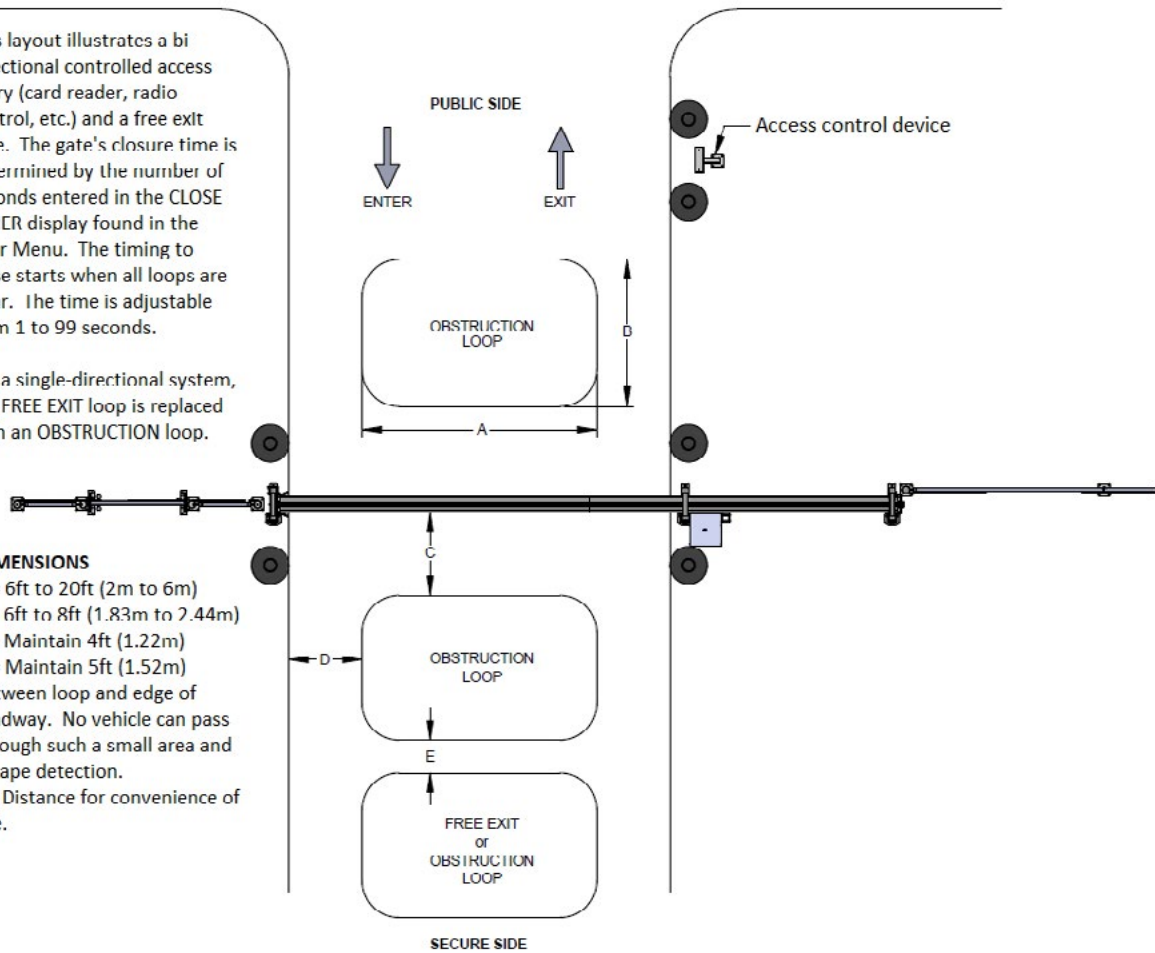 s layout illustrates a bi
ectional controlled access
ry (card reader, radio
trol, etc.) and a free exit
e. The gate's closure time is
ermined by the number of
onds entered in the CLOSE
ER display found in the
r Menu. The timing to
se starts when all loops are
ar. The time is adjustable
m 1 to 99 seconds.
a single-directional system,
FREE EXIT loop is replaced
n an OBSTRUCTION loop.
PUBLIC SIDE
ENTER
EXIT
Access control device
OBSTRUCTION
LOOP
B
A
MENSIONS
6ft to 20ft (2m to 6m)
6ft to 8ft (1.83m to 2.44m)
Maintain 4ft (1.22m)
Maintain 5ft (1.52m)
tween loop and edge of
adway. No vehicle can pass
ough such a small area and
ape detection.
Distance for convenience of
e.
C
D
OBSTRUCTION
LOOP
E
FREE EXIT
or
OBSTRUCTION
LOOP
SECURE SIDE